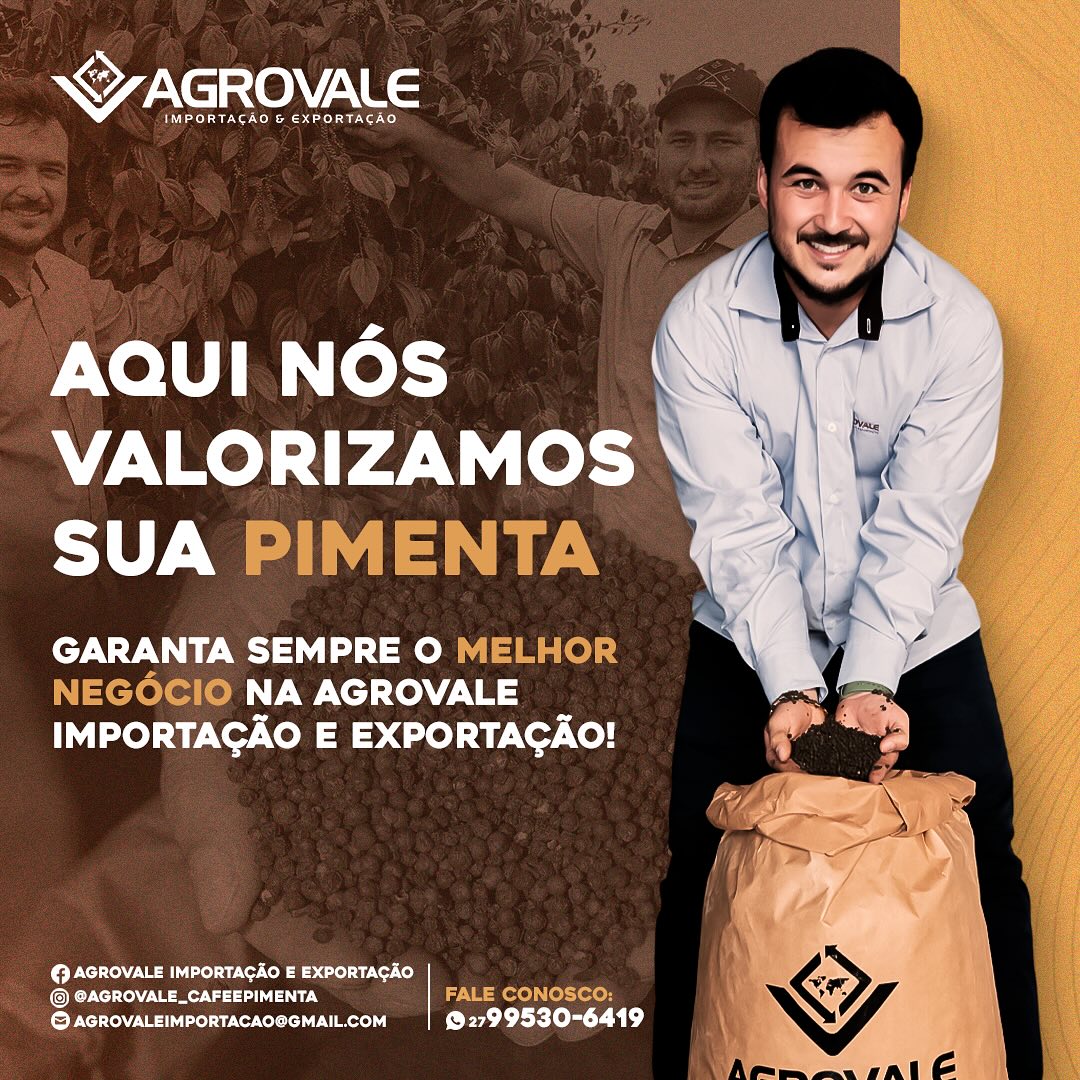 AGROVALE
IMPORTAÇÃO & EXPORTAÇÃO
AQUI NÓS
VALORIZAMOS
SUA PIMENTA
GARANTA SEMPRE O MELHOR
NEGÓCIO NA AGROVALE
IMPORTAÇÃO E EXPORTAÇÃO!
AGROVALE IMPORTAÇÃO E EXPORTAÇÃO
@AGROVALE_CAFEEPIMENTA
AGROVALEIMPORTACAO@GMAIL.COM
FALE CONOSCO:
27 99530-6419
OVALE
AGROVALE